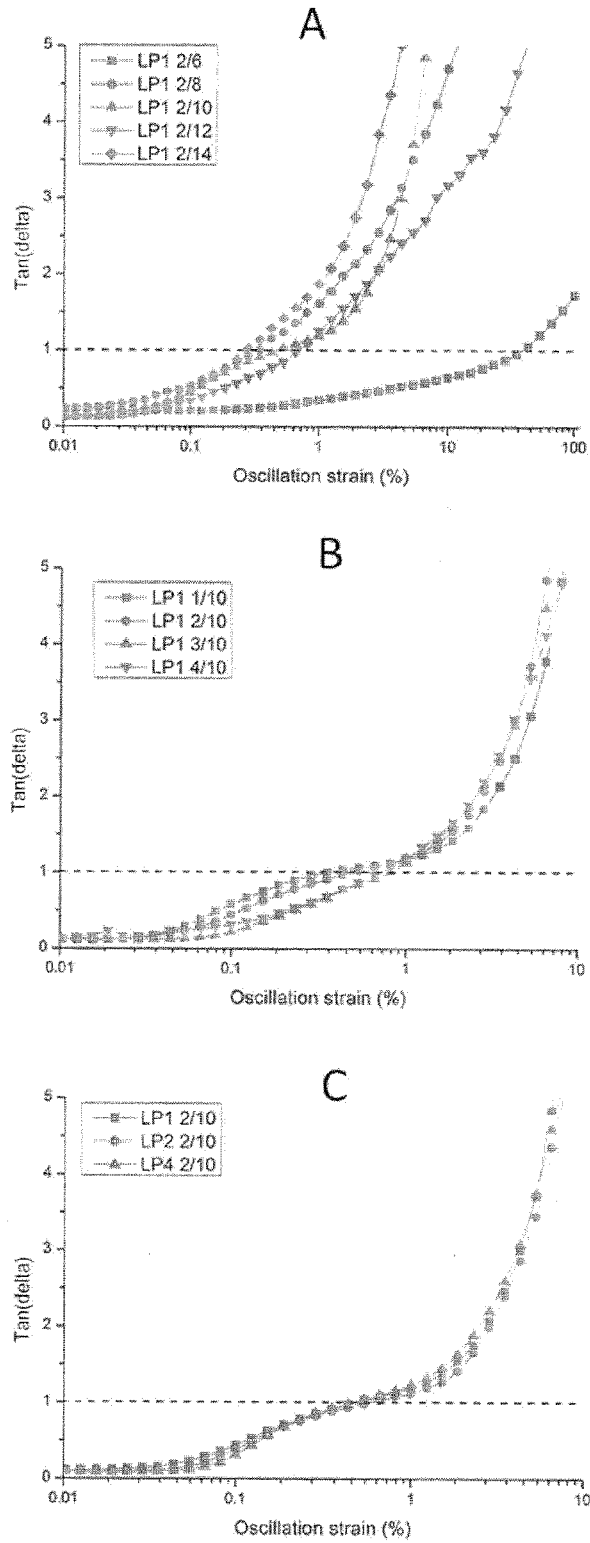 A
5
4
3
2
1
0
Tan(delta)
LP1 2/6
LP1 2/8
LP1 2/10
LP1 2/12
LP1 2/14
0.01 0.1 1 10 100
Oscillation strain (%)
B
5
4
3
2
1
0
Tan(delta)
LP1 1/10
LP1 2/10
LP1 3/10
LP1 4/10
0.01 0.1 1 10
Oscillation strain (%)
C
5
4
3
2
1
0
Tan(delta)
LP1 2/10
LP2 2/10
LP4 2/10
0.01 0.1 1 10
Oscillation strain (%)